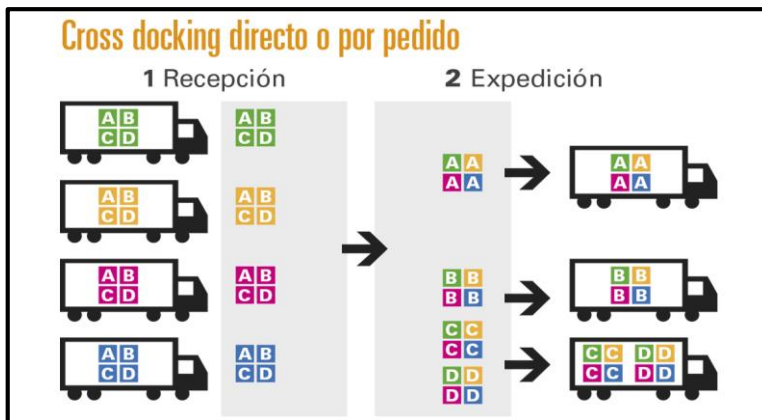 Cross docking directo o por pedido
1 Recepción
2 Expedición
A B
C D
A B
C D
A B
C D
A B
C D
A B
C D
A B
C D
A B
C D
A B
C D
A A
A A
A A
A A
B B
B B
B B
B B
C C
C C
D D
D D
C C D D
C C D D